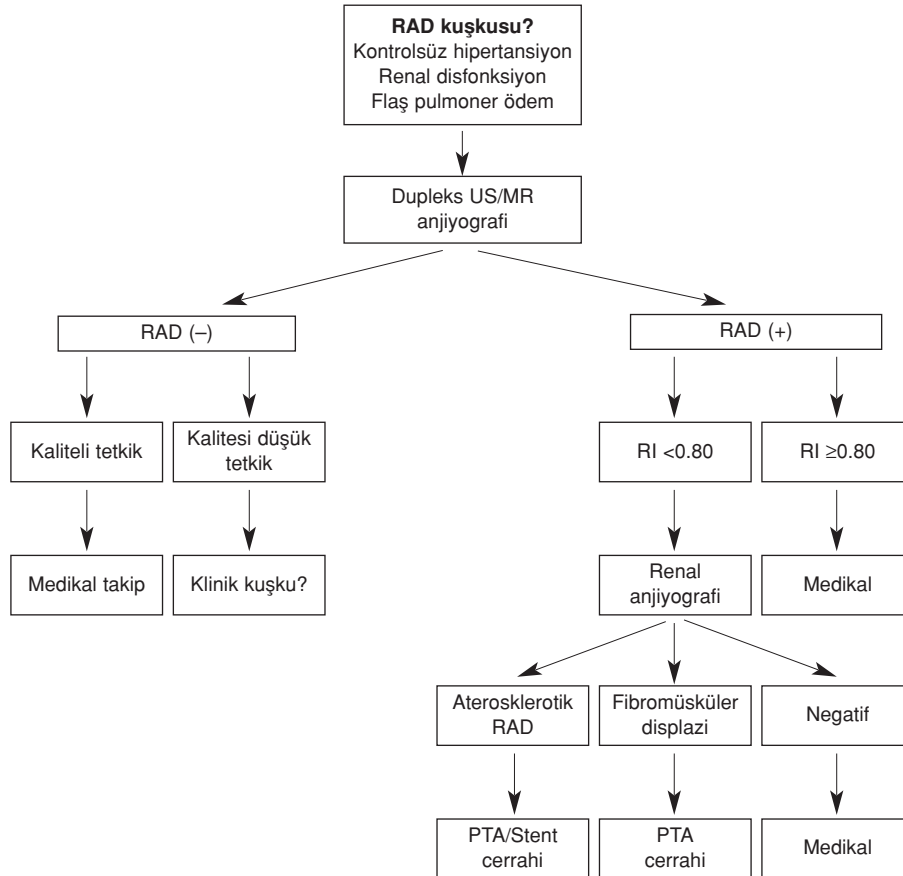 RAD kuşkusu?
Kontrolsüz hipertansiyon
Renal disfonksiyon
Flaş pulmoner ödem
Dupleks US/MR
anjiyografi
RAD (–)
RAD (+)
Kaliteli tetkik
Kalitesi düşük
tetkik
RI <0.80
RI ≥0.80
Medikal takip
Klinik kuşku?
Renal
anjiyografi
Medikal
Aterosklerotik
RAD
Fibromüsküler
displazi
Negatif
PTA/Stent
cerrahi
PTA
cerrahi
Medikal